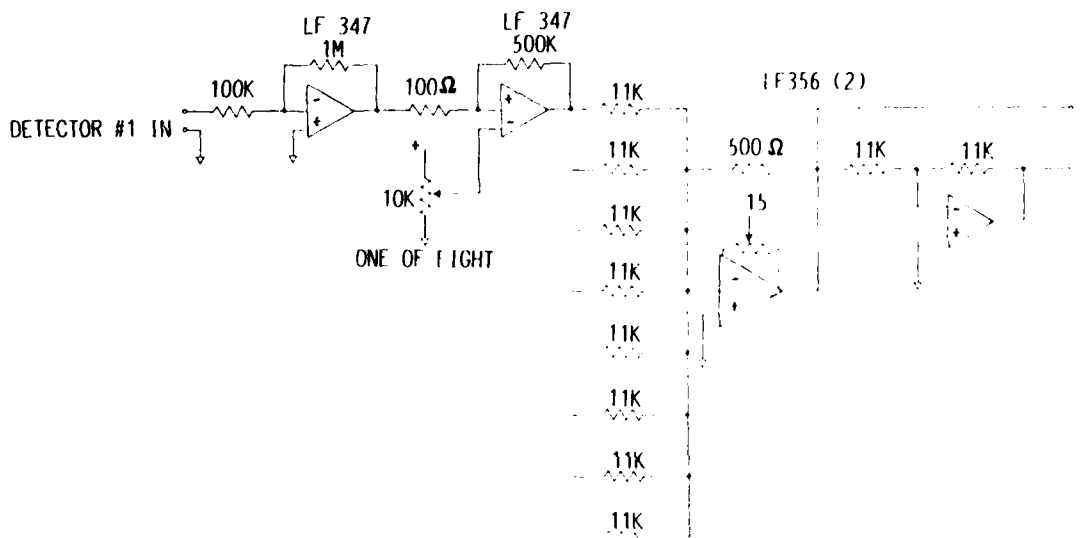 LF 347
1M
100K
DETECTOR #1 IN
-
+
100Ω
LF 347
500K
+
-
+
10K
ONE OF EIGHT
11K
11K
11K
11K
11K
11K
11K
11K
500 Ω
15
-
+
LF356 (2)
11K
11K
-
+